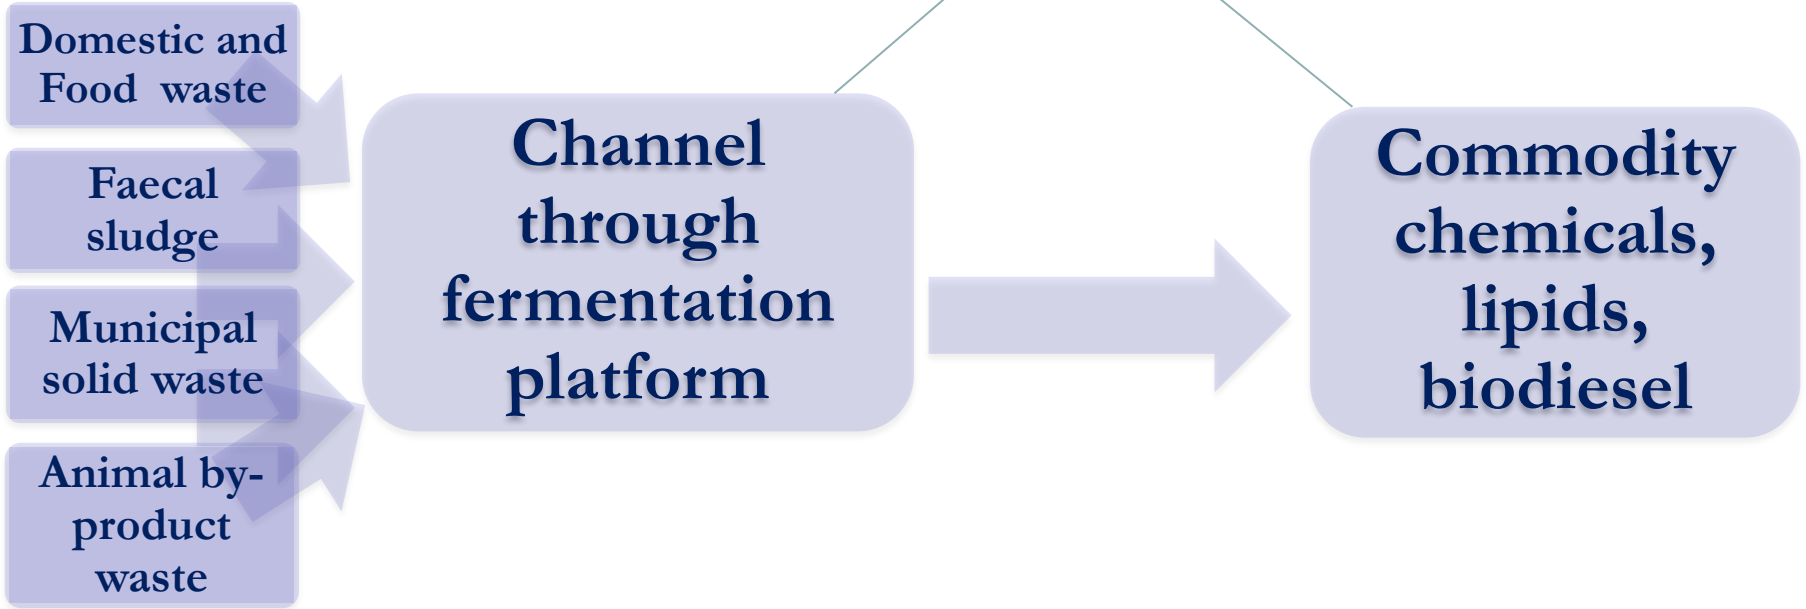 Domestic and
Food waste
Faecal
sludge
Municipal
solid waste
Animal by-
product
waste
Channel
through
fermentation
platform
Commodity
chemicals,
lipids,
biodiesel